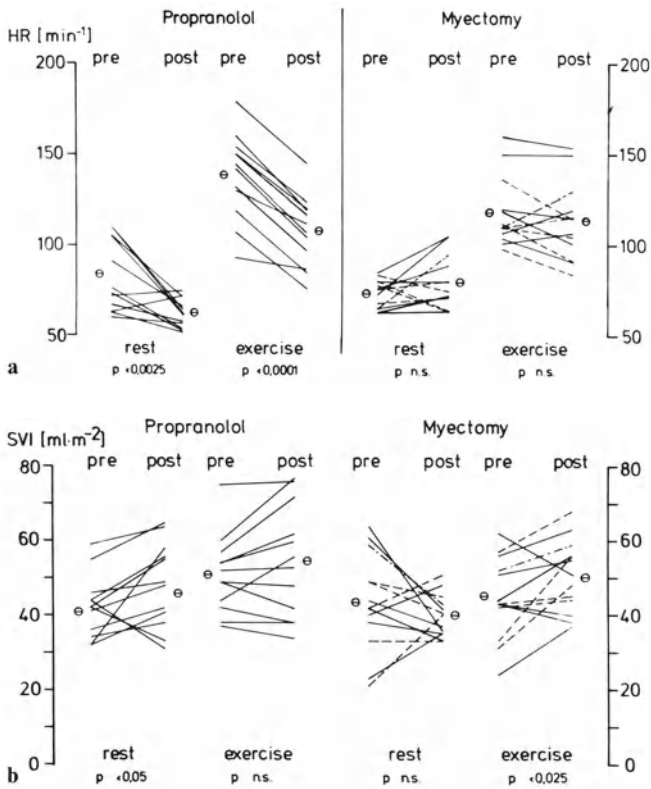 Propranolol Myectomy
HR [min-1]
pre post pre post pre post pre post
200 200
150 150
100 100
50 50
rest exercise rest exercise
a p <0,0025 p <0,0001 p n.s. p n.s.
SVI [ml·m-2] Propranolol Myectomy
pre post pre post pre post pre post
80 80
60 60
40 40
20 20
0 0
rest exercise rest exercise
b p <0,05 p n.s. p n.s. p <0,025